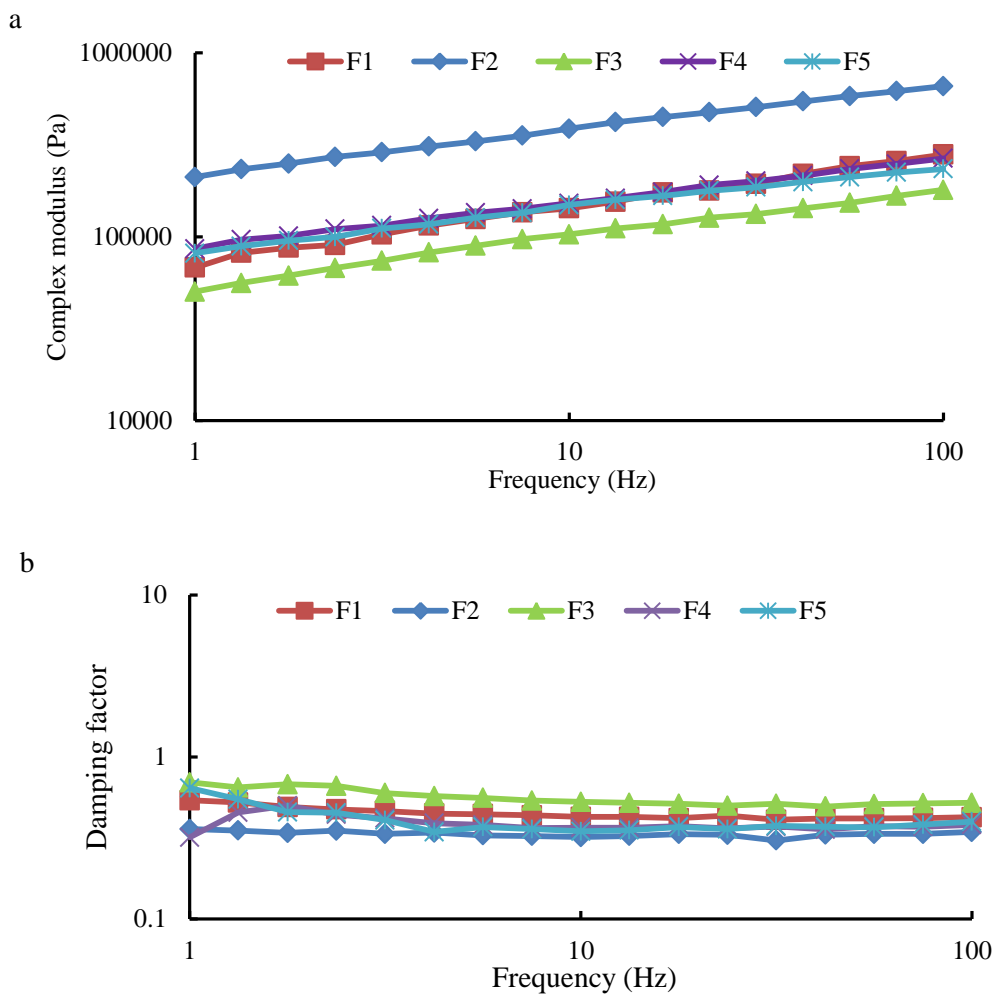 a
1000000
F1 F2 F3 F4 F5
100000
Complex modulus (Pa)
10000
1 10 100
Frequency (Hz)
b
10
F1 F2 F3 F4 F5
1
Damping factor
0.1
1 10 100
Frequency (Hz)